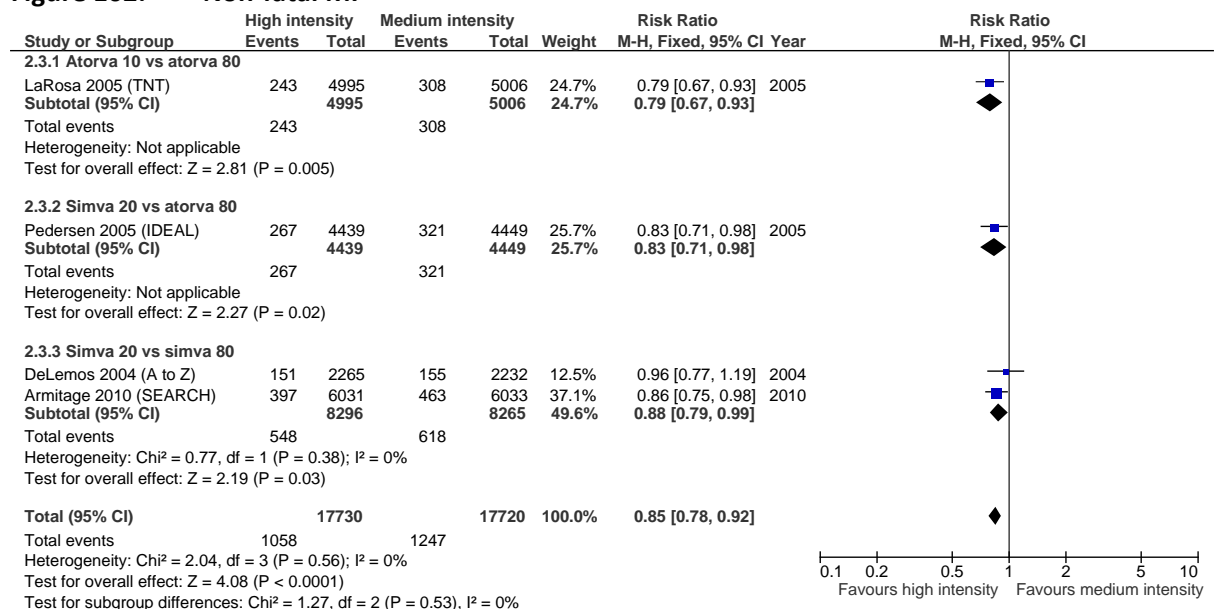 High intensity Medium intensity Risk Ratio Risk Ratio
Study or Subgroup Events Total Events Total Weight M-H, Fixed, 95% CI Year M-H, Fixed, 95% CI
2.3.1 Atorva 10 vs atorva 80
LaRosa 2005 (TNT) 243 4995 308 5006 24.7% 0.79 [0.67, 0.93] 2005
Subtotal (95% CI) 4995 5006 24.7% 0.79 [0.67, 0.93]
Total events 243 308
Heterogeneity: Not applicable
Test for overall effect: Z = 2.81 (P = 0.005)
2.3.2 Simva 20 vs atorva 80
Pedersen 2005 (IDEAL) 267 4439 321 4449 25.7% 0.83 [0.71, 0.98] 2005
Subtotal (95% CI) 4439 4449 25.7% 0.83 [0.71, 0.98]
Total events 267 321
Heterogeneity: Not applicable
Test for overall effect: Z = 2.27 (P = 0.02)
2.3.3 Simva 20 vs simva 80
DeLemos 2004 (A to Z) 151 2265 155 2232 12.5% 0.96 [0.77, 1.19] 2004
Armitage 2010 (SEARCH) 397 6031 463 6033 37.1% 0.86 [0.75, 0.98] 2010
Subtotal (95% CI) 8296 8265 49.6% 0.88 [0.79, 0.99]
Total events 548 618
Heterogeneity: Chi² = 0.77, df = 1 (P = 0.38); I² = 0%
Test for overall effect: Z = 2.19 (P = 0.03)
Total (95% CI) 17730 17720 100.0% 0.85 [0.78, 0.92]
Total events 1058 1247
Heterogeneity: Chi² = 2.04, df = 3 (P = 0.56); I² = 0%
Test for overall effect: Z = 4.08 (P < 0.0001)
Test for subgroup differences: Chi² = 1.27, df = 2 (P = 0.53), I² = 0%
0.1 0.2 0.5 1 2 5 10
Favours high intensity Favours medium intensity